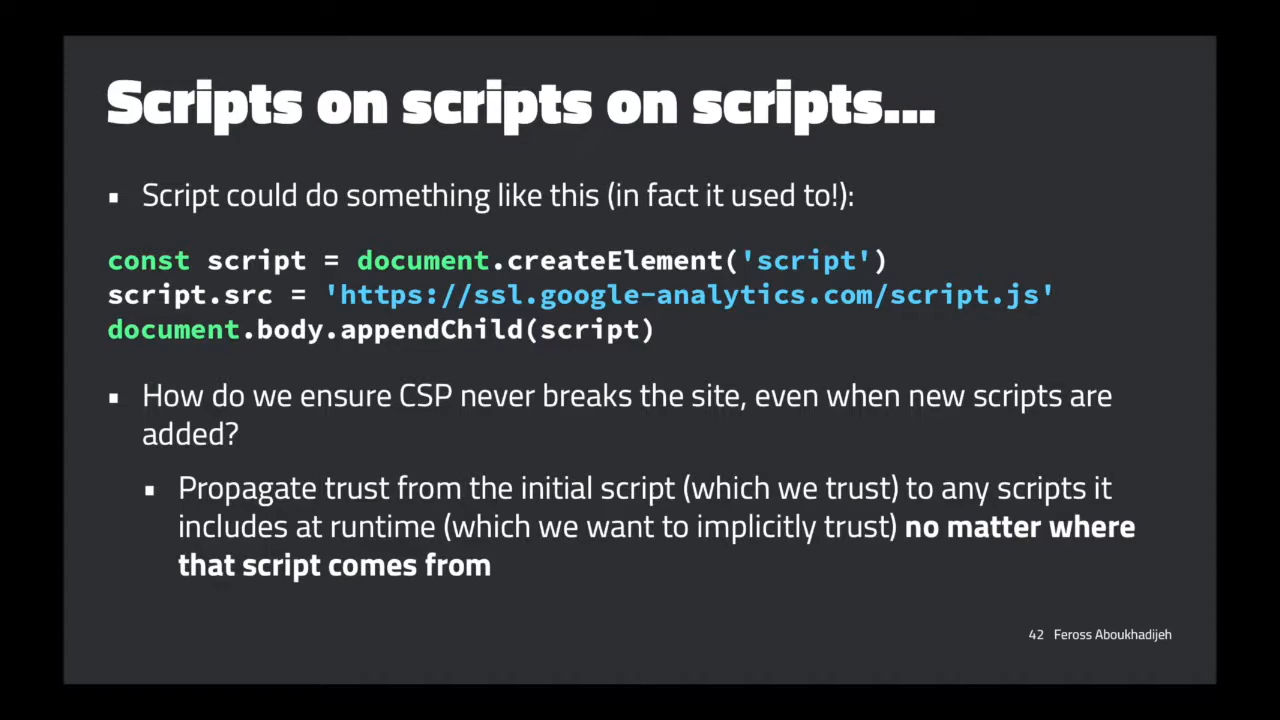 Scripts on scripts on scripts...
▪ Script could do something like this (in fact it used to!):
const script = document.createElement('script')
script.src = 'https://ssl.google-analytics.com/script.js'
document.body.appendChild(script)
▪ How do we ensure CSP never breaks the site, even when new scripts are
added?
▪ Propagate trust from the initial script (which we trust) to any scripts it
includes at runtime (which we want to implicitly trust) no matter where
that script comes from
42 Feross Aboukhadijeh